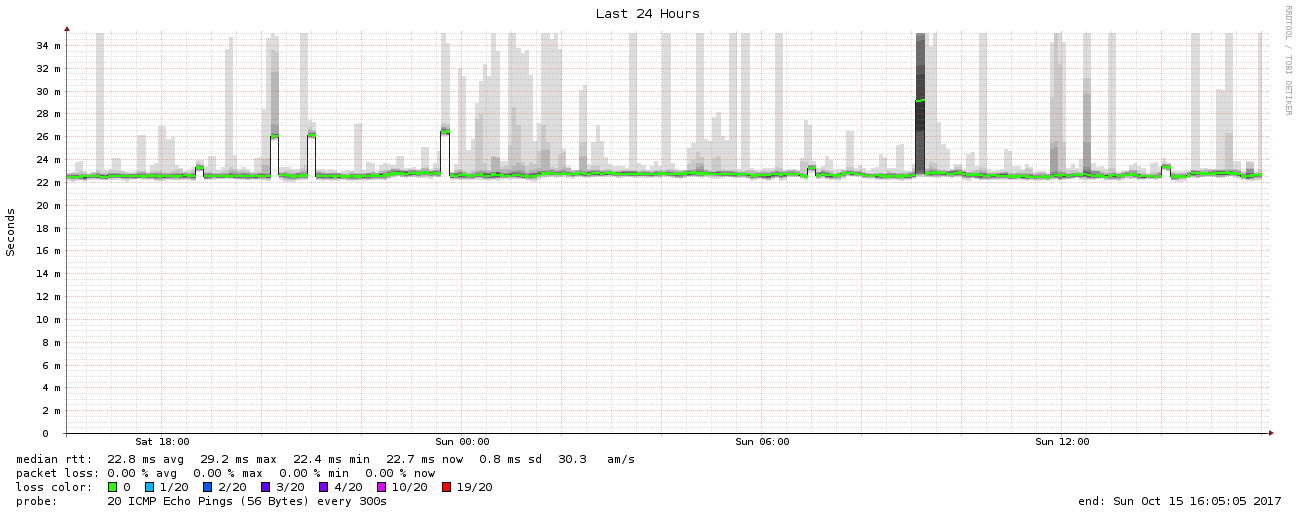 Last 24 Hours
RRDTOOL / TOBI OETIKER
34 m
32 m
30 m
28 m
26 m
24 m
22 m
20 m
18 m
16 m
14 m
12 m
10 m
8 m
6 m
4 m
2 m
0
Seconds
Sat 18:00 Sun 00:00 Sun 06:00 Sun 12:00
median rtt: 22.8 ms avg 29.2 ms max 22.4 ms min 22.7 ms now 0.8 ms sd 30.3 am/s
packet loss: 0.00 % avg 0.00 % max 0.00 % min 0.00 % now
loss color: 0 1/20 2/20 3/20 4/20 10/20 19/20
probe: 20 ICMP Echo Pings (56 Bytes) every 300s end: Sun Oct 15 16:05:05 2017